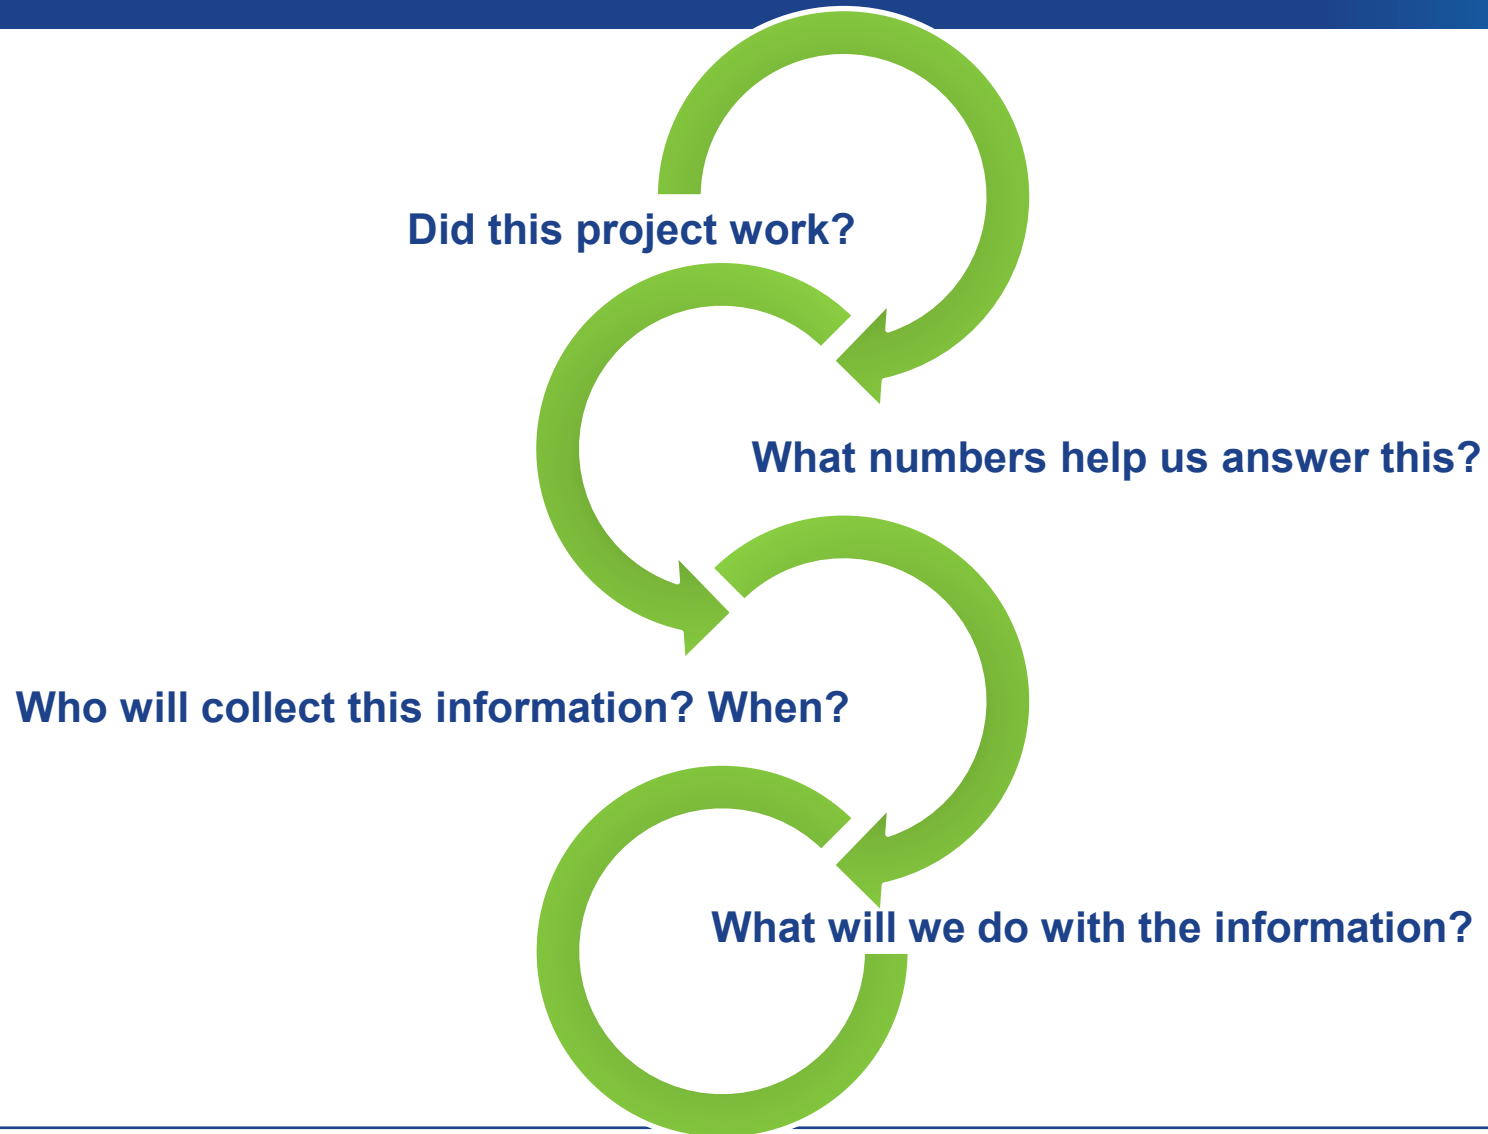 Did this project work?
What numbers help us answer this?
Who will collect this information? When?
What will we do with the information?